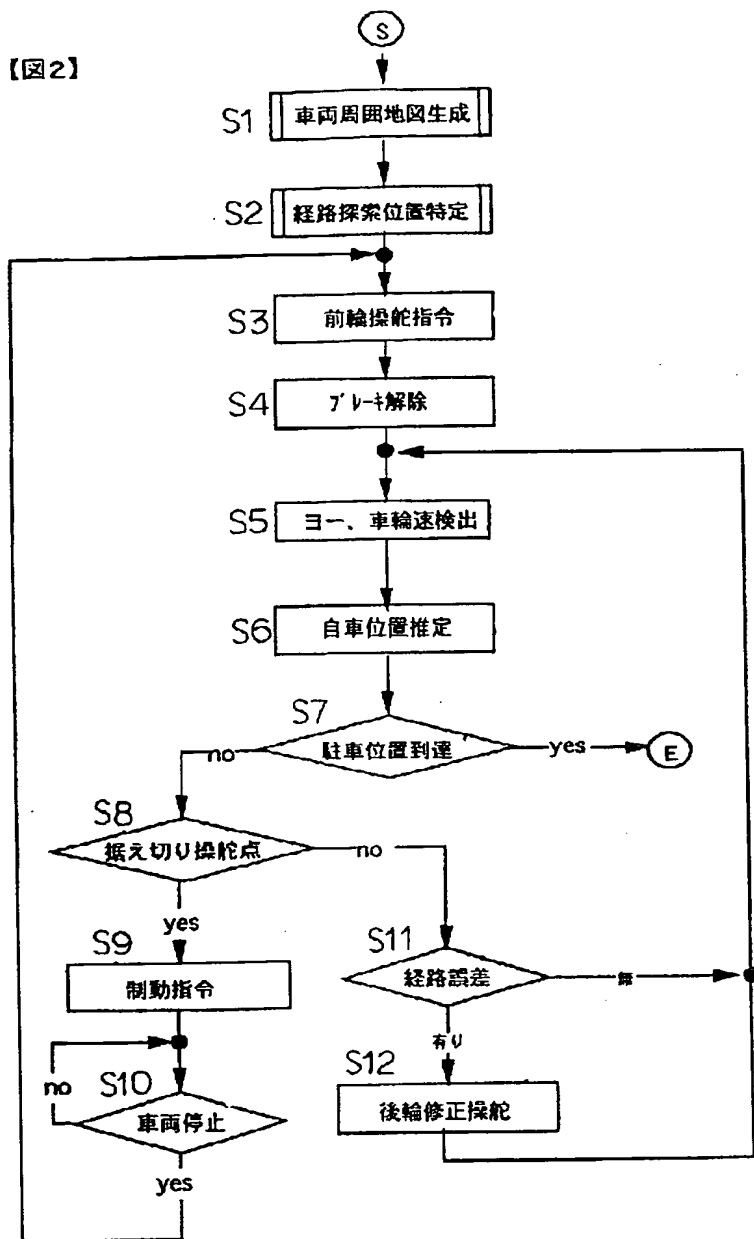 S
【図2】
S1 車両周囲地図生成
S2 経路探索位置特定
S3 前輪操舵指令
S4 ブレーキ解除
S5 ヨー、車輪速検出
S6 自車位置推定
S7
駐車位置到達
no
yes
E
S8
据え切り操舵点
no
yes
S9
制動指令
S11
経路誤差
無
有り
S10
no
車両停止
yes
S12
後輪修正操舵